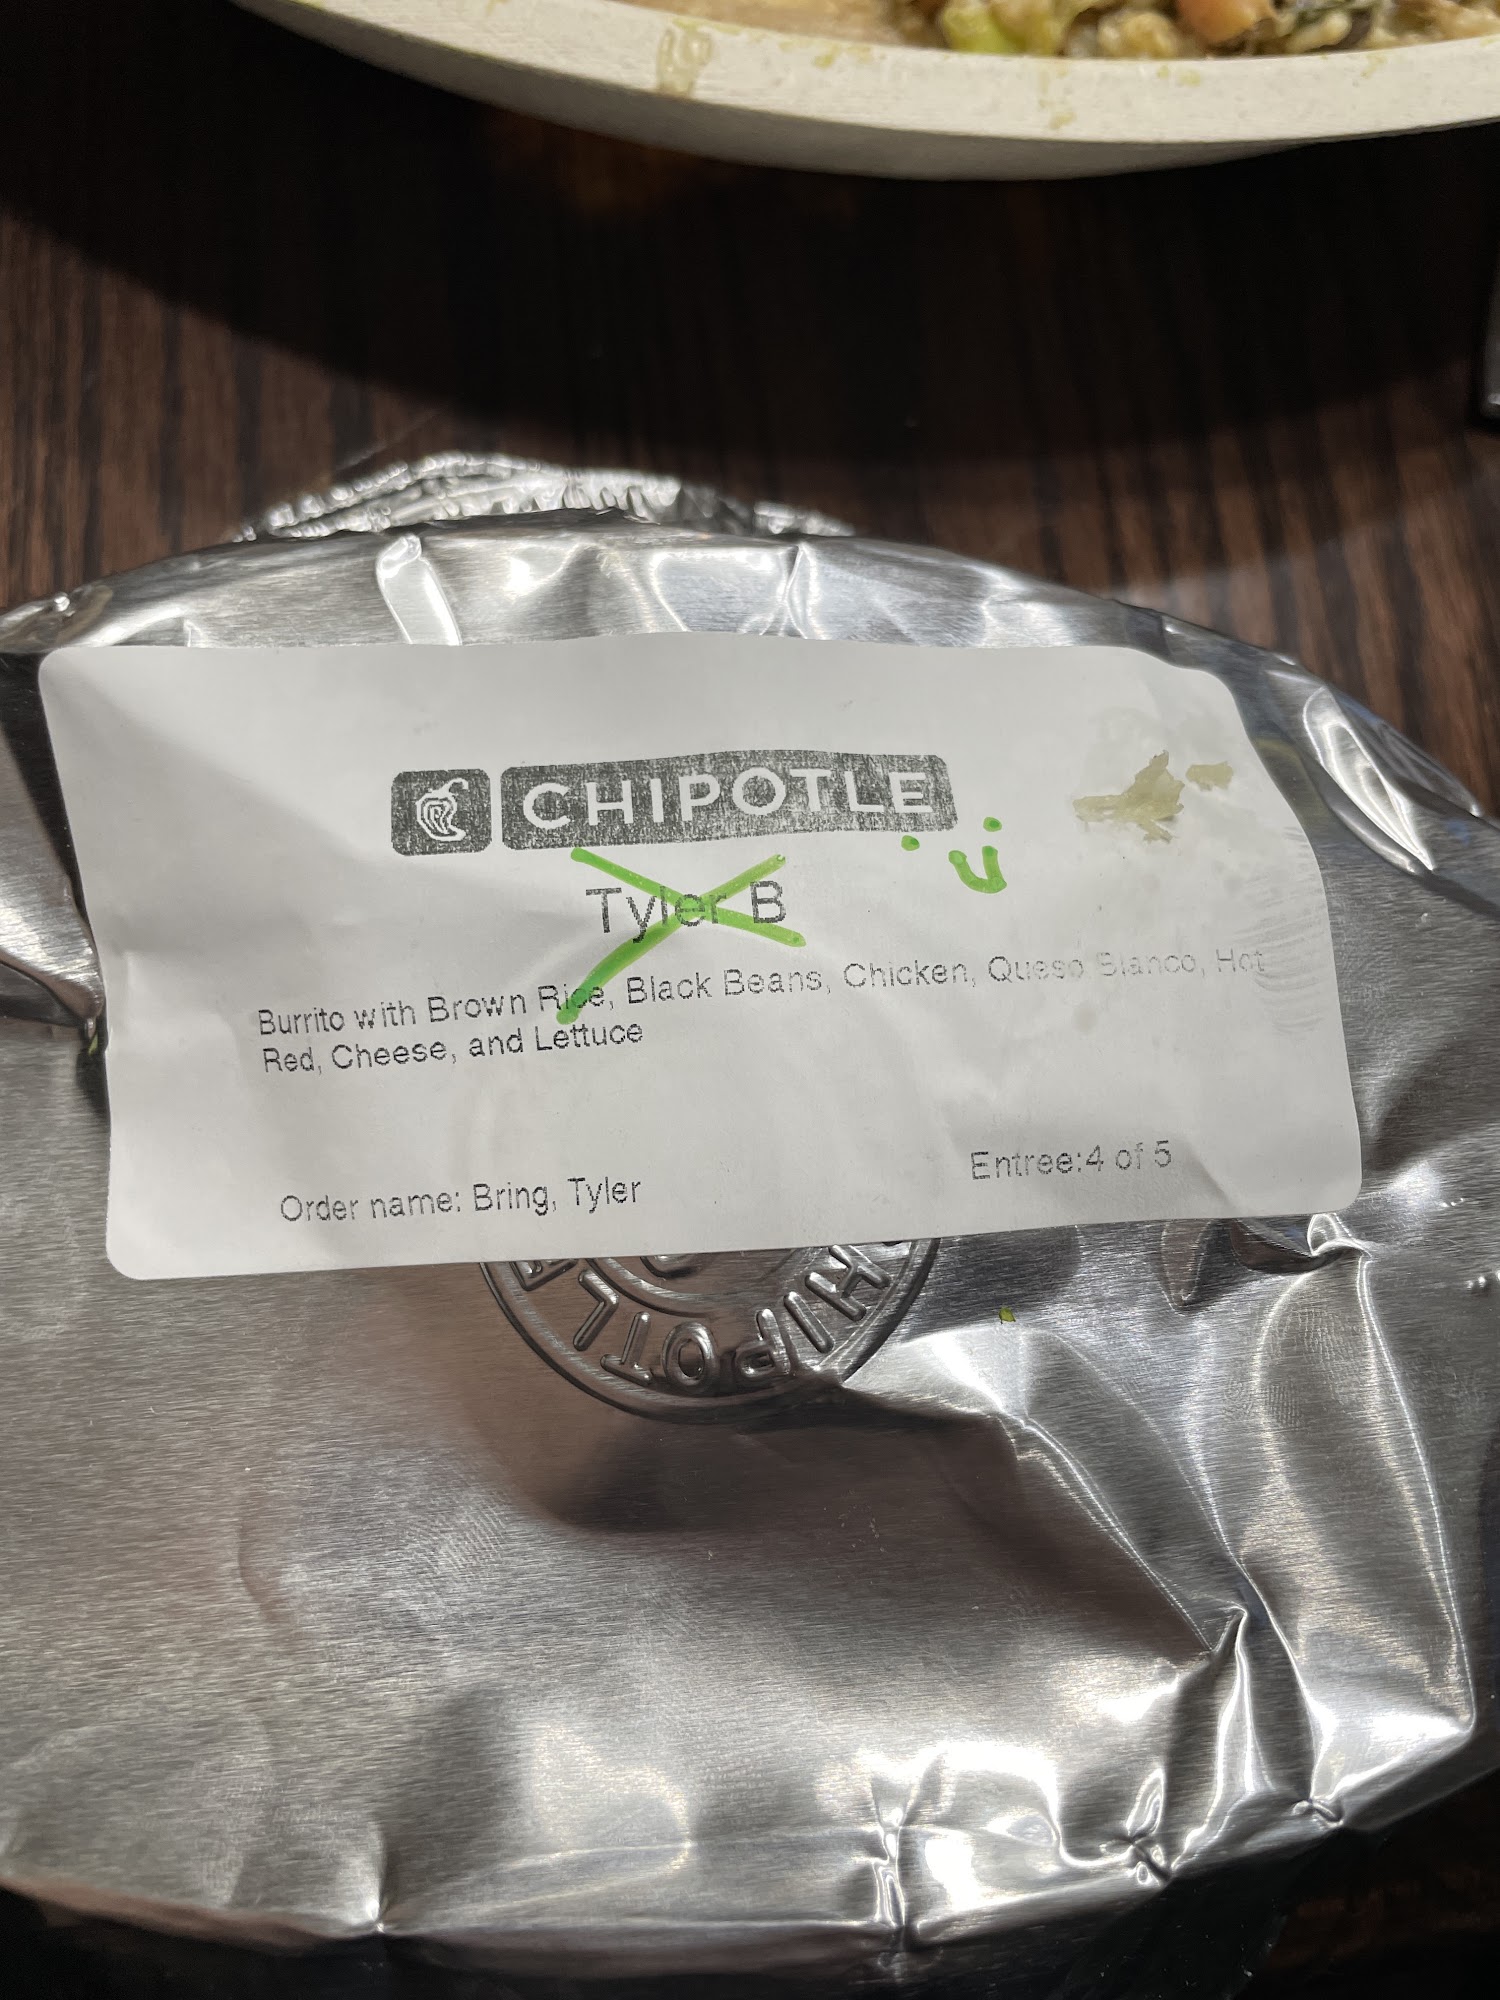 CHIPOTLE
Tyler B
Burrito with Brown Rice, Black Beans, Chicken, Queso Blanco, Hot
Red, Cheese, and Lettuce
Entree:4 of 5
Order name: Bring, Tyler
CHIPOTLE